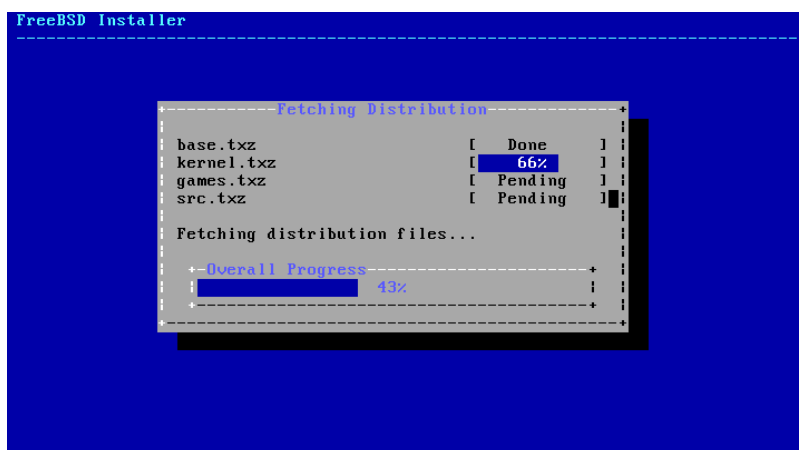 FreeBSD Installer
Fetching Distribution
base.txz [ Done ]
kernel.txz [ 66% ]
games.txz [ Pending ]
src.txz [ Pending ]
Fetching distribution files...
Overall Progress
43%